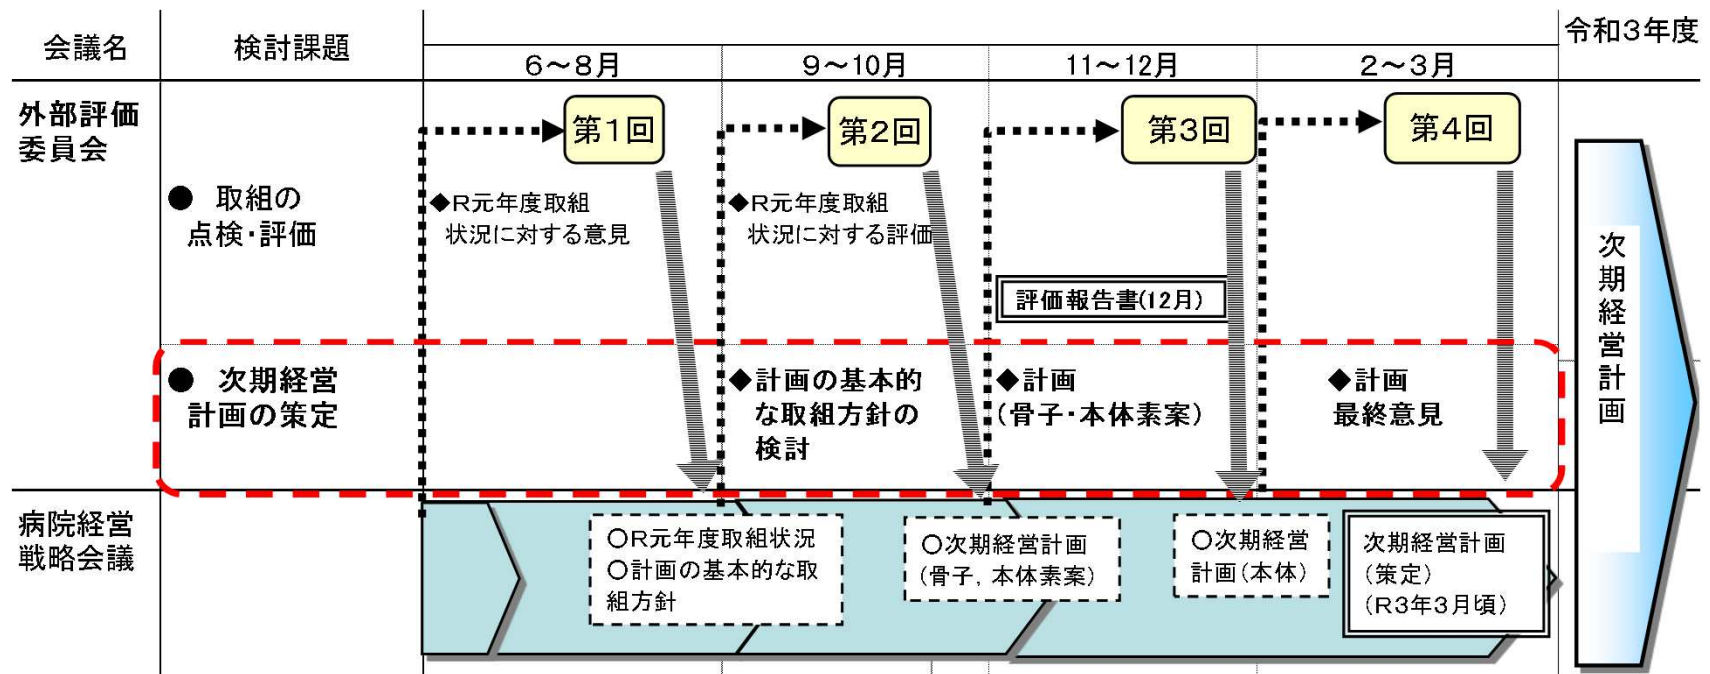 会議名
検討課題
6～8月
9～10月
11～12月
2～3月
令和3年度
外部評価
委員会
第1回
第2回
第3回
第4回
● 取組の
点検・評価
◆R元年度取組
状況に対する意見
◆R元年度取組
状況に対する評価
評価報告書(12月)
● 次期経営
計画の策定
◆計画の基本的
な取組方針の
検討
◆計画
(骨子・本体素案)
◆計画
最終意見
次期経営計画
病院経営
戦略会議
○R元年度取組状況
○計画の基本的な取
組方針
○次期経営計画
(骨子, 本体素案)
○次期経営
計画(本体)
次期経営計画
(策定)
(R3年3月頃)